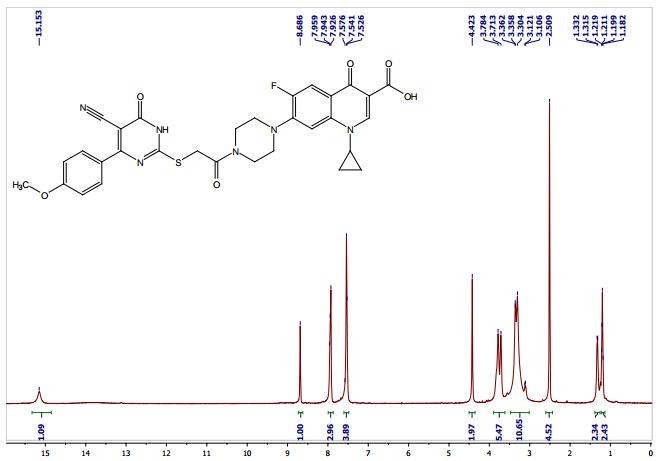 15.153
8.686
7.959
7.943
7.926
7.576
7.541
7.526
4.423
3.784
3.713
3.362
3.358
3.304
3.121
3.106
2.509
1.332
1.315
1.219
1.211
1.199
1.182
O
F
O
OH
N
N
N
O
S
N
NH
O
N
H₃C
O
1.09
1.00
2.96
3.89
1.97
5.47
10.65
4.52
2.34
2.43
15 14 13 12 11 10 9 8 7 6 5 4 3 2 1 0